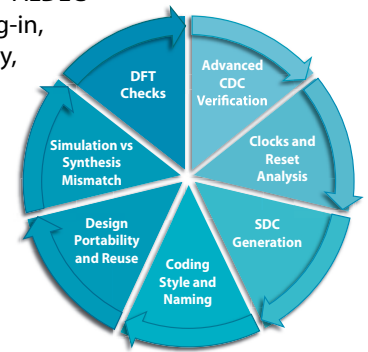 g-in,
y,
DFT
Checks
Advanced
CDC
Verification
Clocks and
Reset
Analysis
SDC
Generation
Coding
Style and
Naming
Design
Portability
and Reuse
Simulation vs
Synthesis
Mismatch